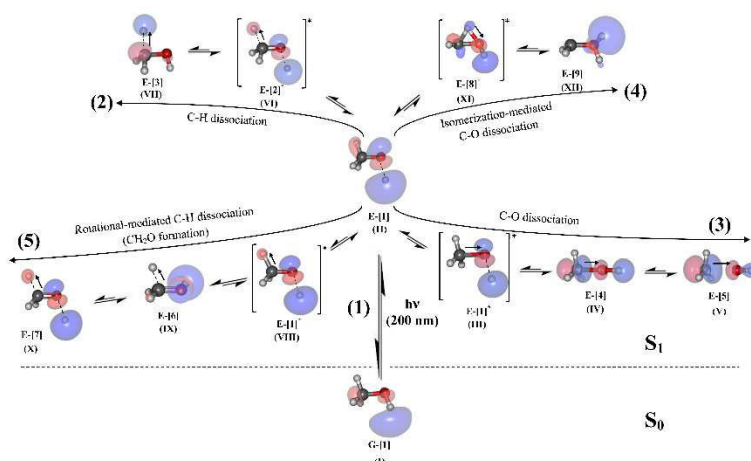 E-[3]
(VII)
E-[2]
(VI)
*
E-[8]
(XI)
*
E-[9]
(XII)
(2)
C-H dissociation
(4)
Isomerization-mediated
C-O dissociation
E-[1]
(II)
Rotational-mediated C-H dissociation
(CH₂O formation)
(5)
C-O dissociation
(3)
E-[7]
(X)
E-[6]
(IX)
E-[1]
(VIII)
*
(1)
hν
(200 nm)
E-[1]
(III)
*
E-[4]
(IV)
E-[5]
(V)
S₁
S₀
G-[1]
(I)